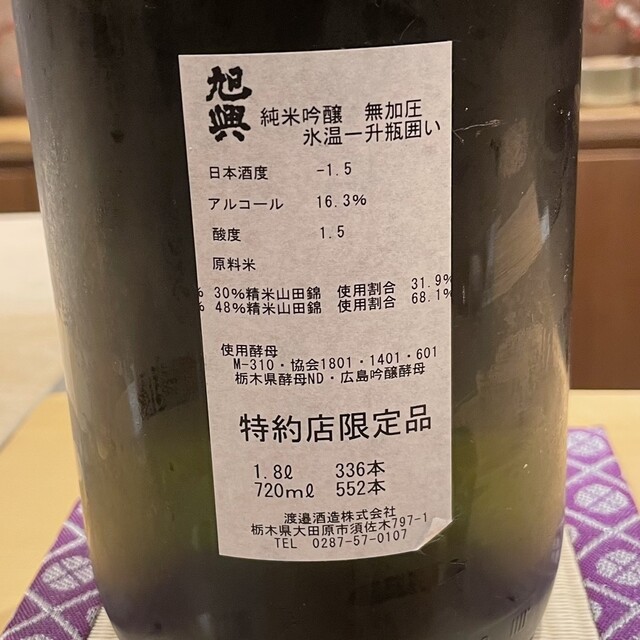 旭興
純米吟醸 無加圧
氷温一升瓶囲い
日本酒度 -1.5
アルコール 16.3%
酸度 1.5
原料米
% 30%精米山田錦 使用割合 31.9%
% 48%精米山田錦 使用割合 68.1%
使用酵母
M-310・協会1801・1401・601
栃木県酵母ND・広島吟醸酵母
特約店限定品
1.8ℓ 336本
720mℓ 552本
渡邉酒造株式会社
栃木県大田原市須佐木797-1
TEL 0287-57-0107